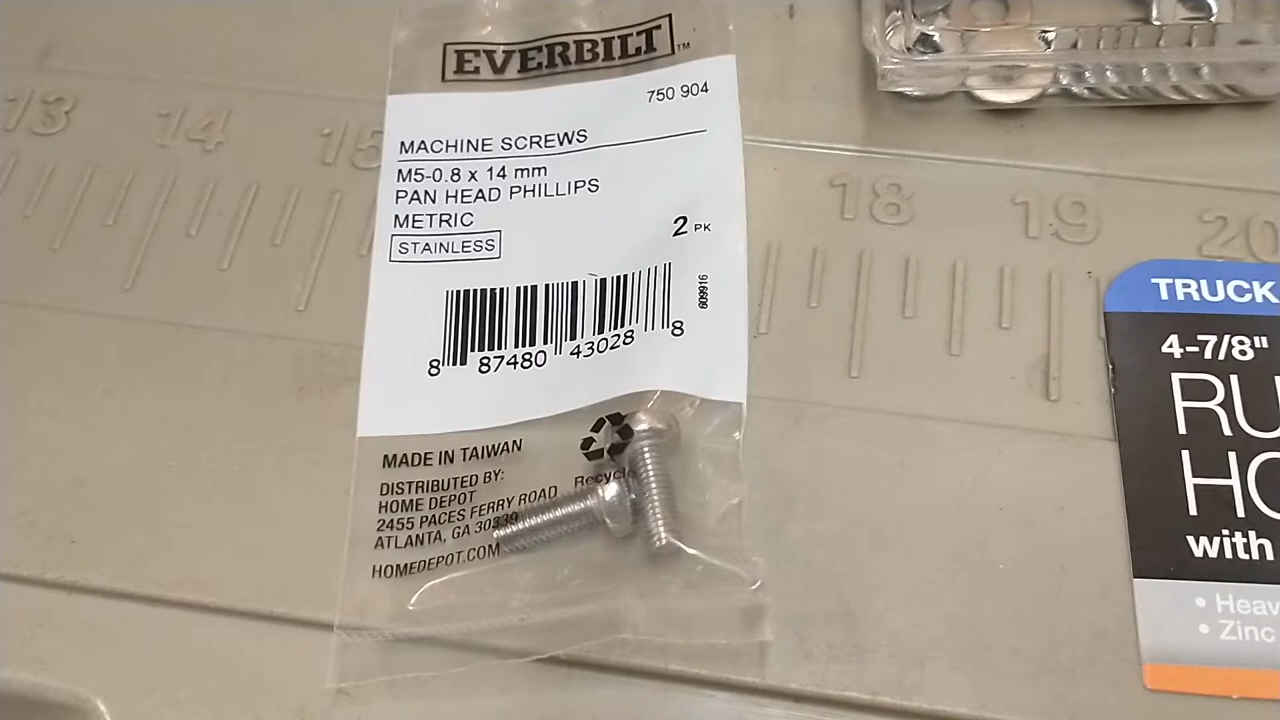 EVERBILT™
750 904
MACHINE SCREWS
M5-0.8 x 14 mm
PAN HEAD PHILLIPS
METRIC
STAINLESS
2 PK
609916
8 87480 43028 8
MADE IN TAIWAN
DISTRIBUTED BY:
HOME DEPOT
2455 PACES FERRY ROAD
ATLANTA, GA 30339
HOMEDEPOT.COM
Recycle
13 14 15 18 19 20
TRUCK
4-7/8"
RU
HO
with
• Heav
• Zinc